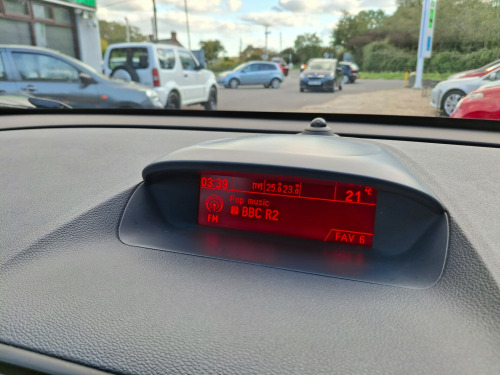 03:39
21 °C
Pop music
BBC R2
FM
FAV 6